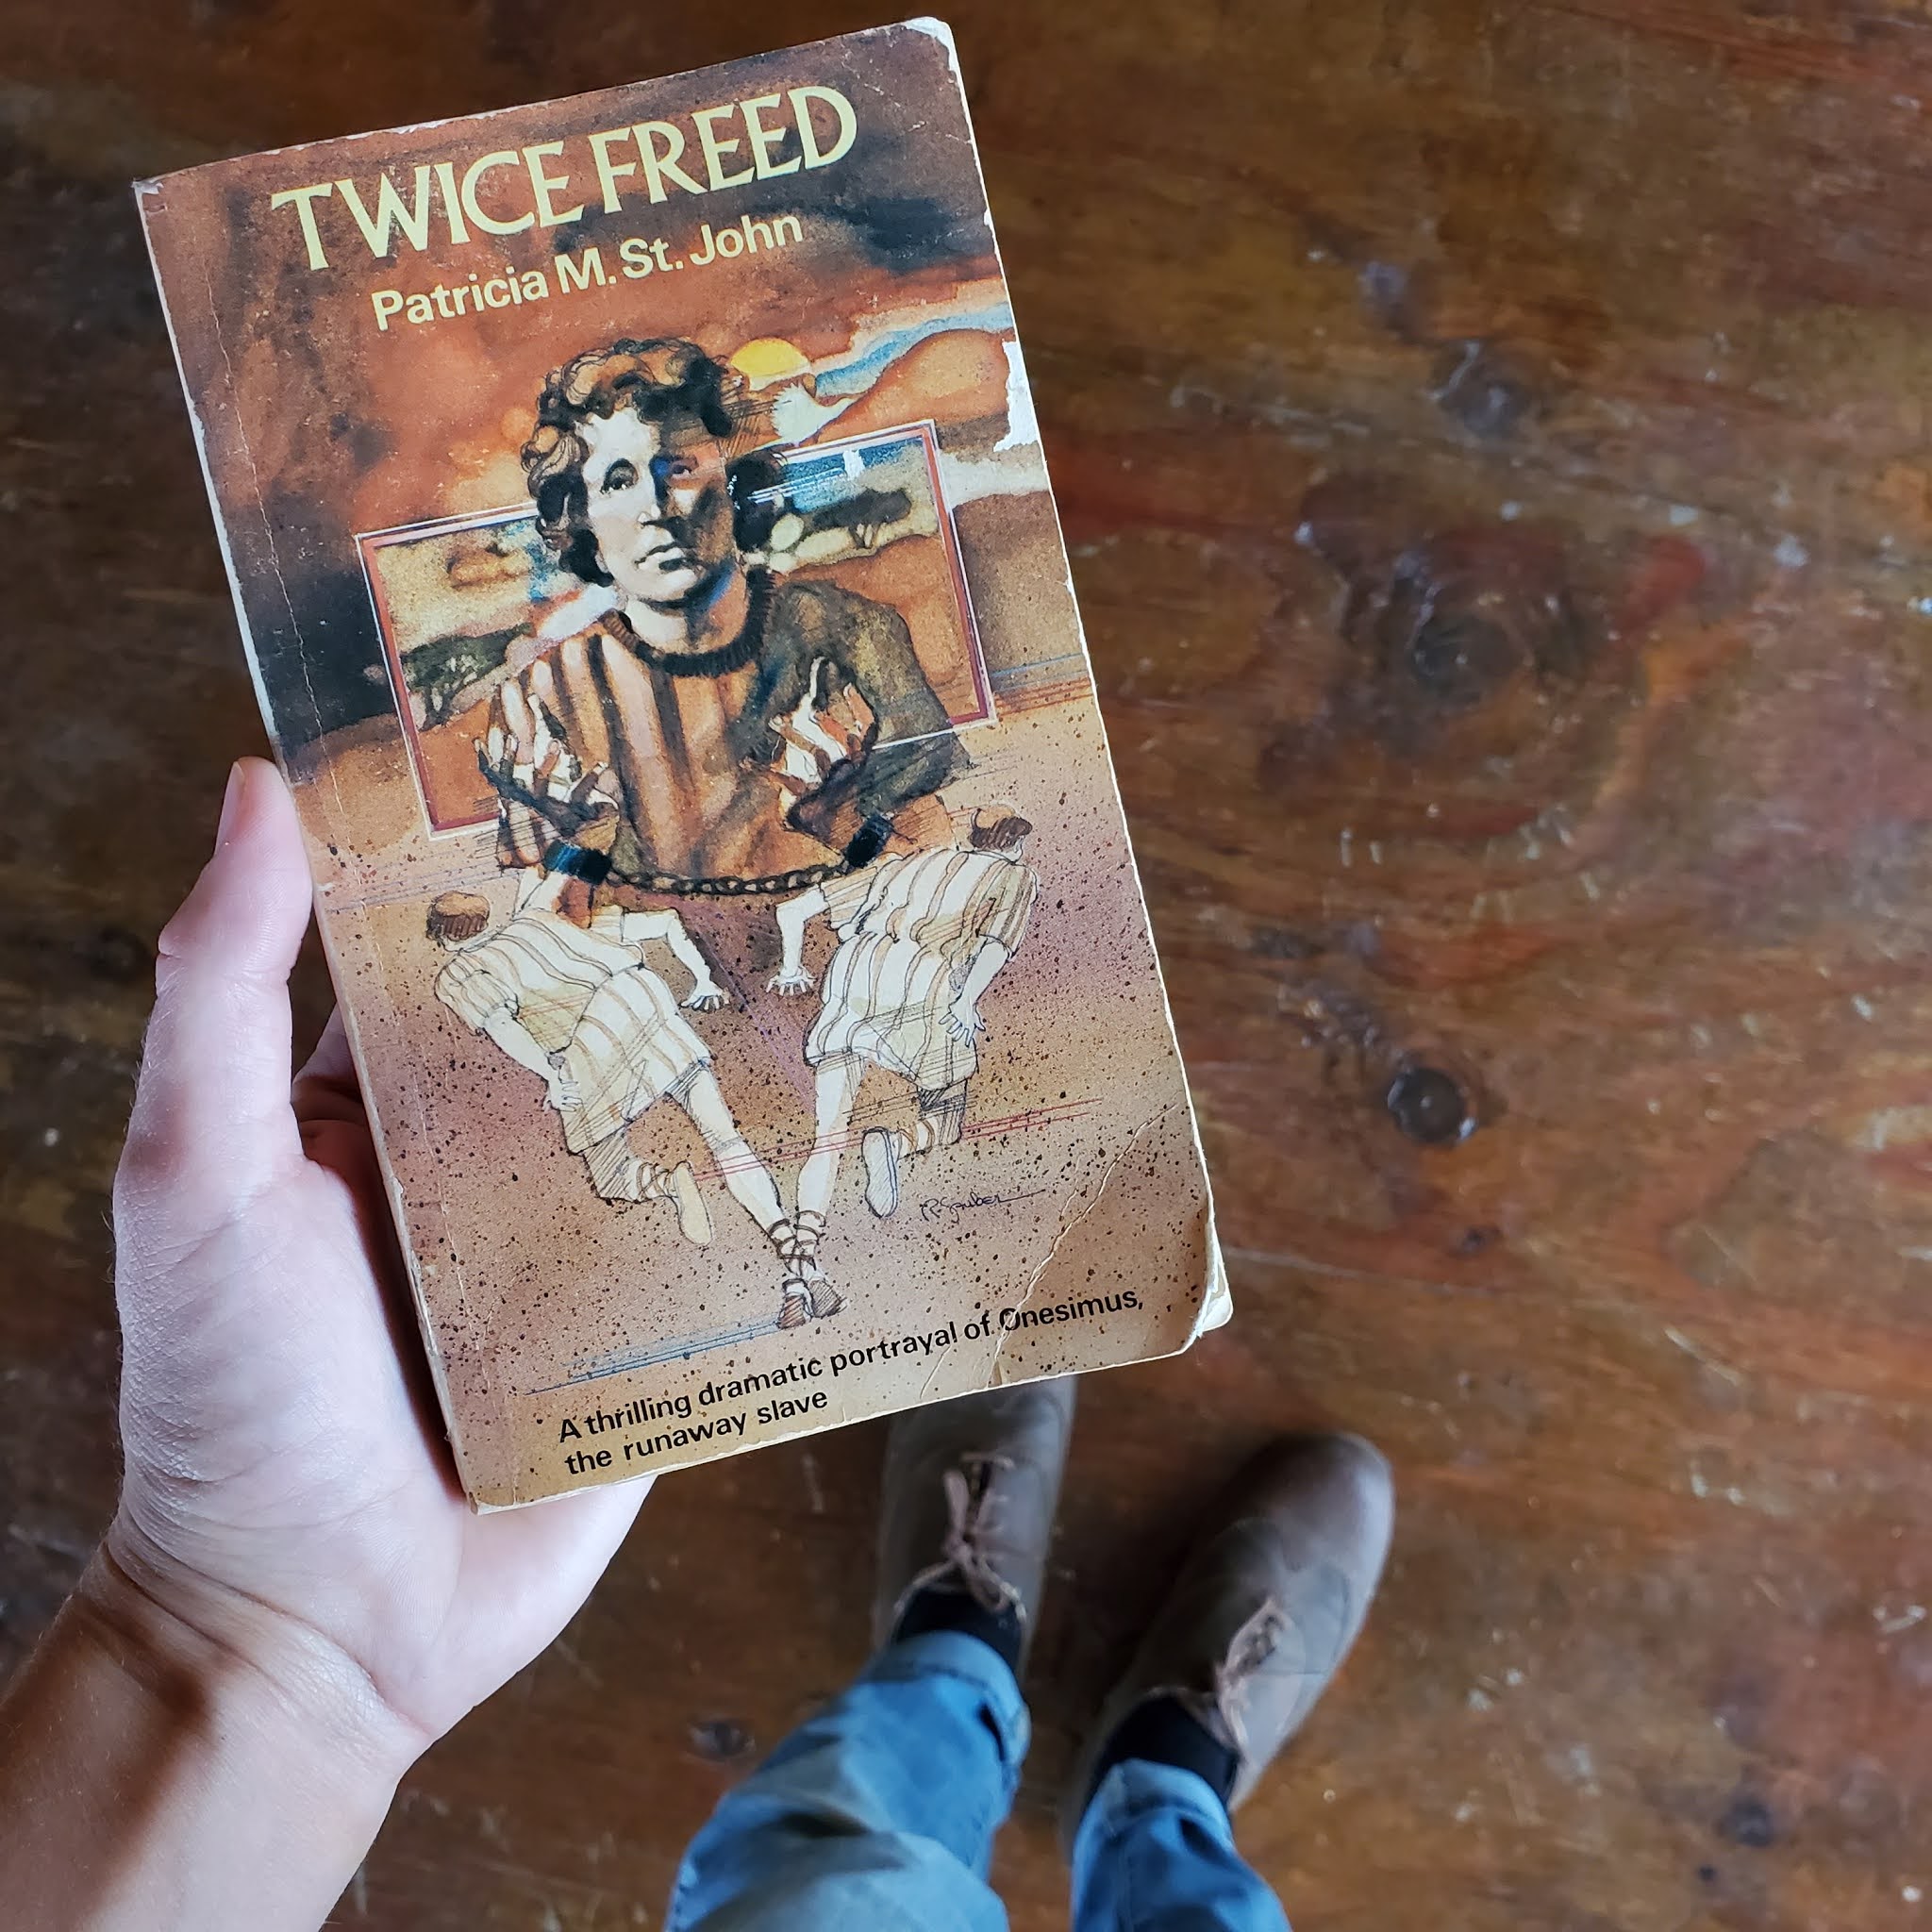 TWICE FREED
Patricia M. St. John
A thrilling dramatic portrayal of Onesimus,
the runaway slave